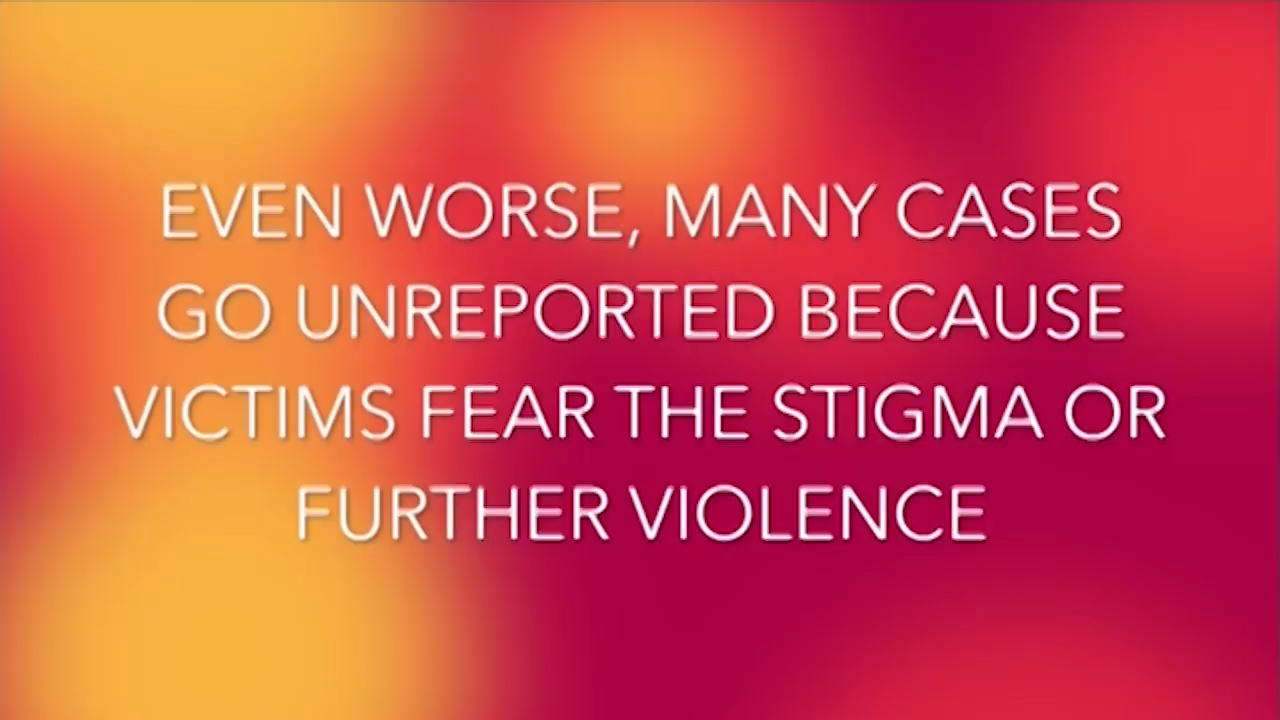 EVEN WORSE, MANY CASES
GO UNREPORTED BECAUSE
VICTIMS FEAR THE STIGMA OR
FURTHER VIOLENCE